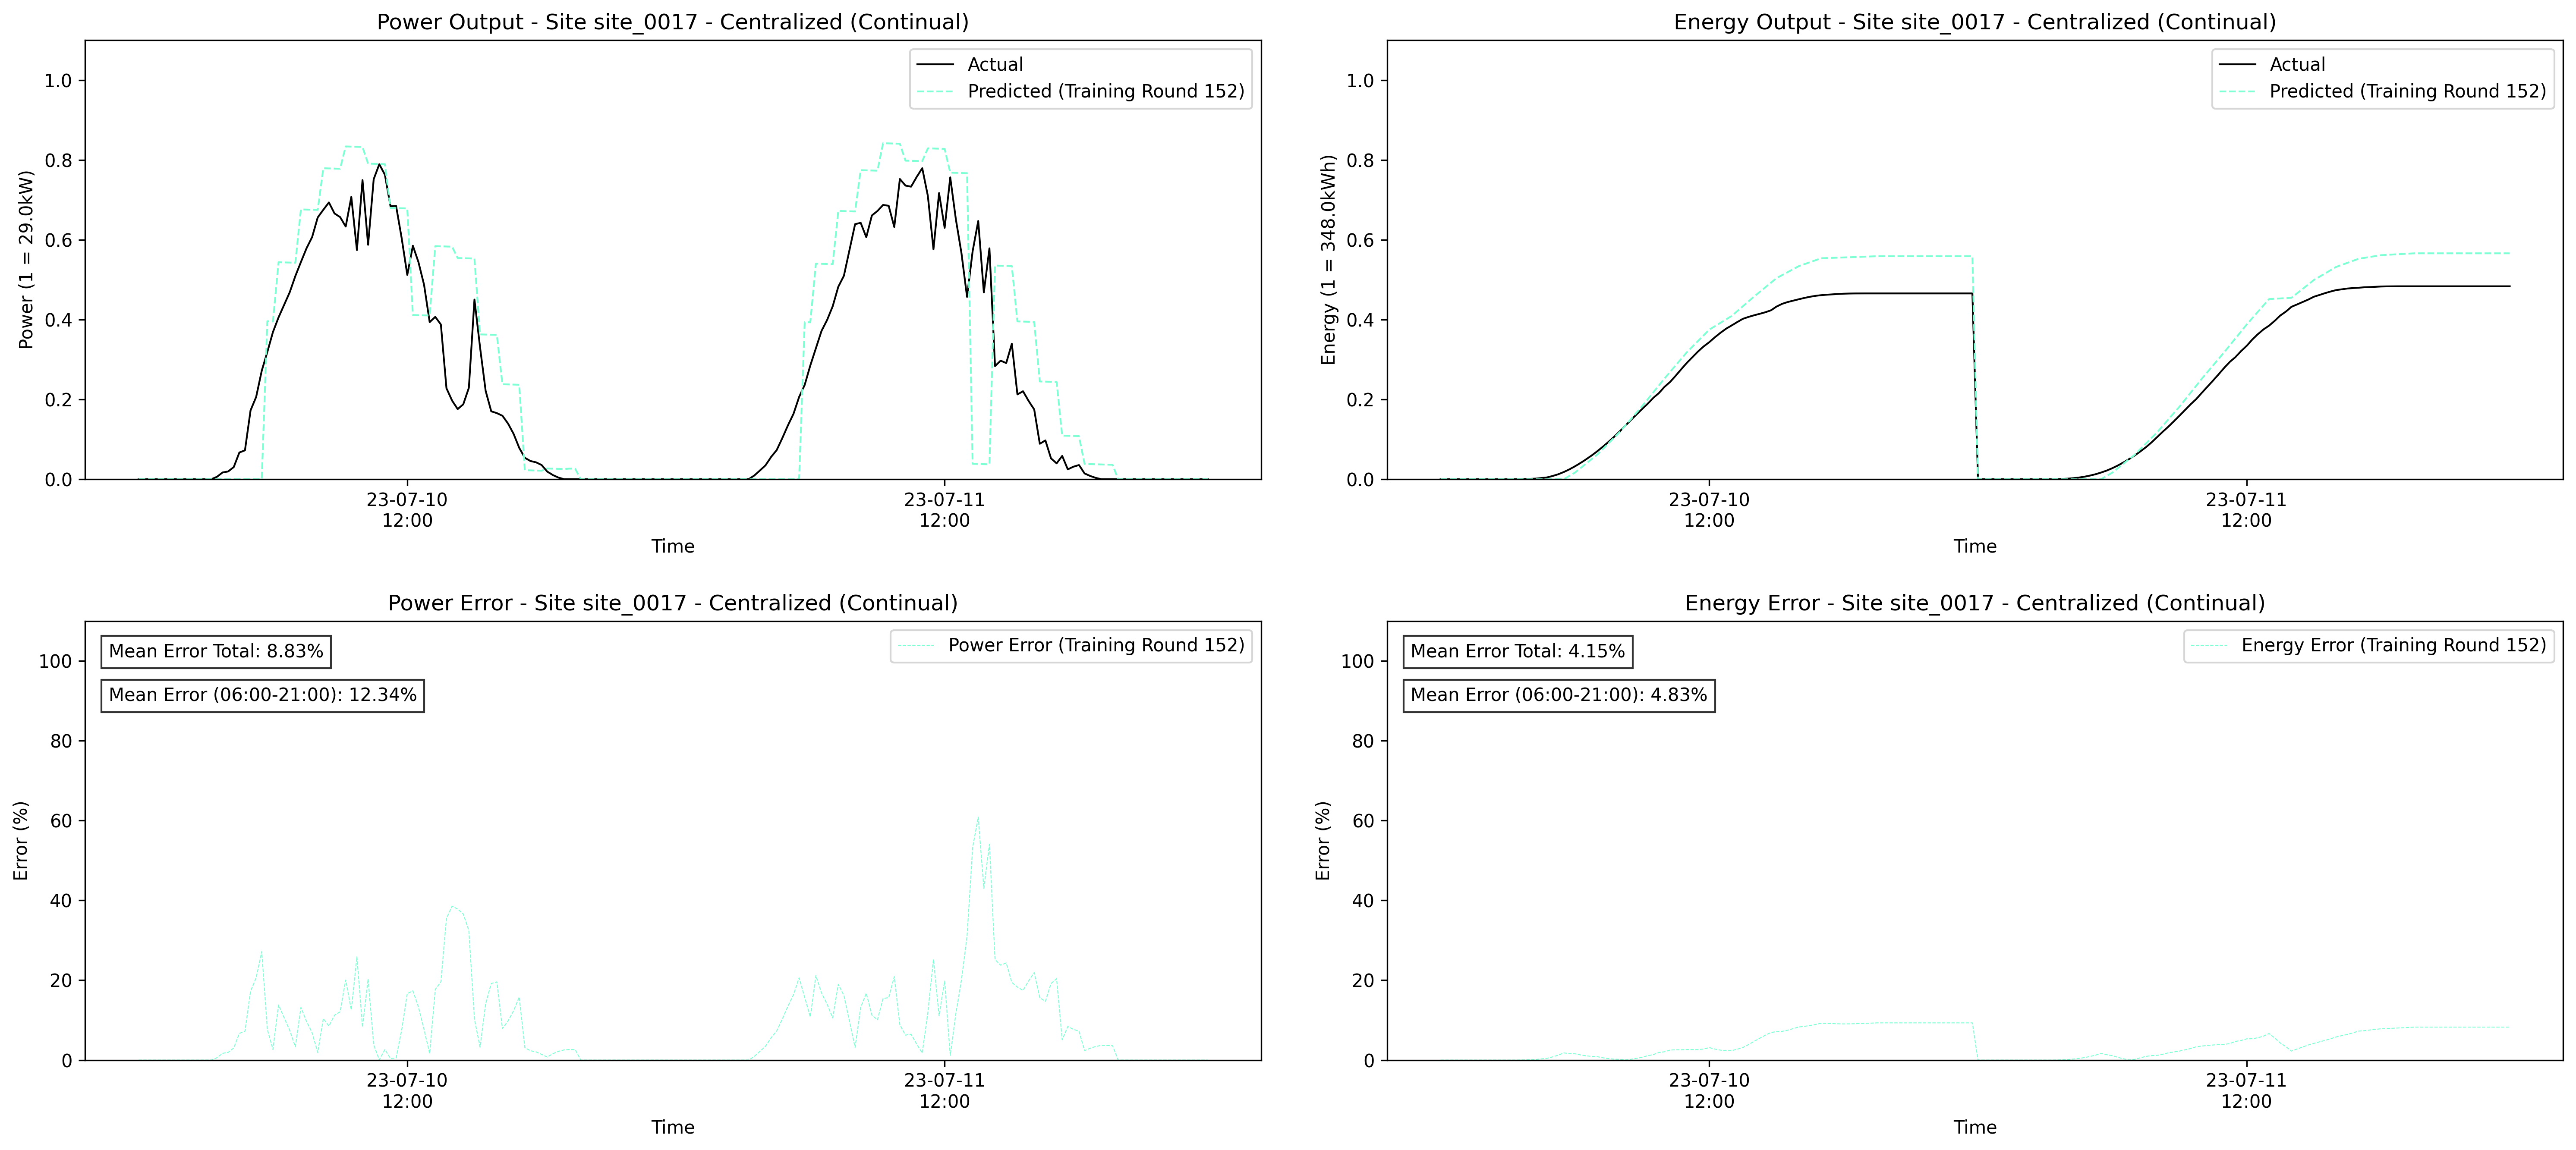 Power Output - Site site_0017 - Centralized (Continual)
Actual
Predicted (Training Round 152)
1.0
0.8
0.6
0.4
0.2
0.0
Power (1 = 29.0kW)
23-07-10
12:00
23-07-11
12:00
Time
Energy Output - Site site_0017 - Centralized (Continual)
Actual
Predicted (Training Round 152)
1.0
0.8
0.6
0.4
0.2
0.0
Energy (1 = 348.0kWh)
23-07-10
12:00
23-07-11
12:00
Time
Power Error - Site site_0017 - Centralized (Continual)
Mean Error Total: 8.83%
Mean Error (06:00-21:00): 12.34%
Power Error (Training Round 152)
100
80
60
40
20
0
Error (%)
23-07-10
12:00
23-07-11
12:00
Time
Energy Error - Site site_0017 - Centralized (Continual)
Mean Error Total: 4.15%
Mean Error (06:00-21:00): 4.83%
Energy Error (Training Round 152)
100
80
60
40
20
0
Error (%)
23-07-10
12:00
23-07-11
12:00
Time